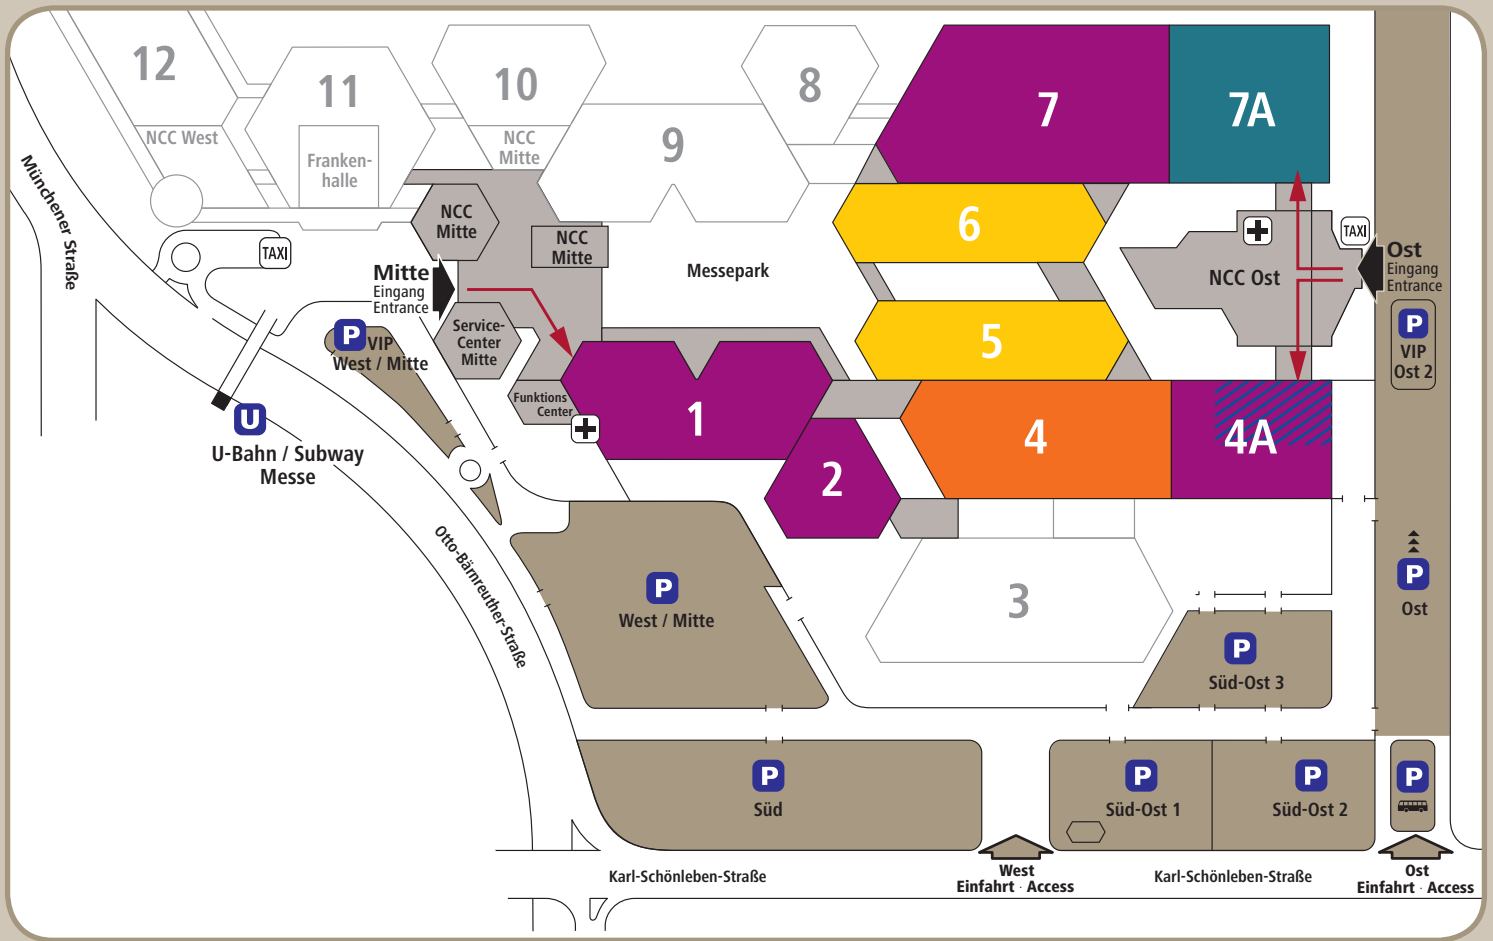 12
NCC West
11
Franken-
halle
10
NCC
Mitte
9
8
7
7A
Münchener Straße
TAXI
NCC
Mitte
NCC
Mitte
Messepark
6
NCC Ost
TAXI
Ost
Eingang
Entrance
Mitte
Eingang
Entrance
Service-
Center
Mitte
P VIP
West / Mitte
5
P
VIP
Ost 2
Funktions
Center
1
2
4
4A
U
U-Bahn / Subway
Messe
Otto-Bärnreuther-Straße
P
West / Mitte
3
P
Ost
P
Süd-Ost 3
P
Süd
P
Süd-Ost 1
P
Süd-Ost 2
P
Karl-Schönleben-Straße
West
Einfahrt · Access
Karl-Schönleben-Straße
Ost
Einfahrt · Access